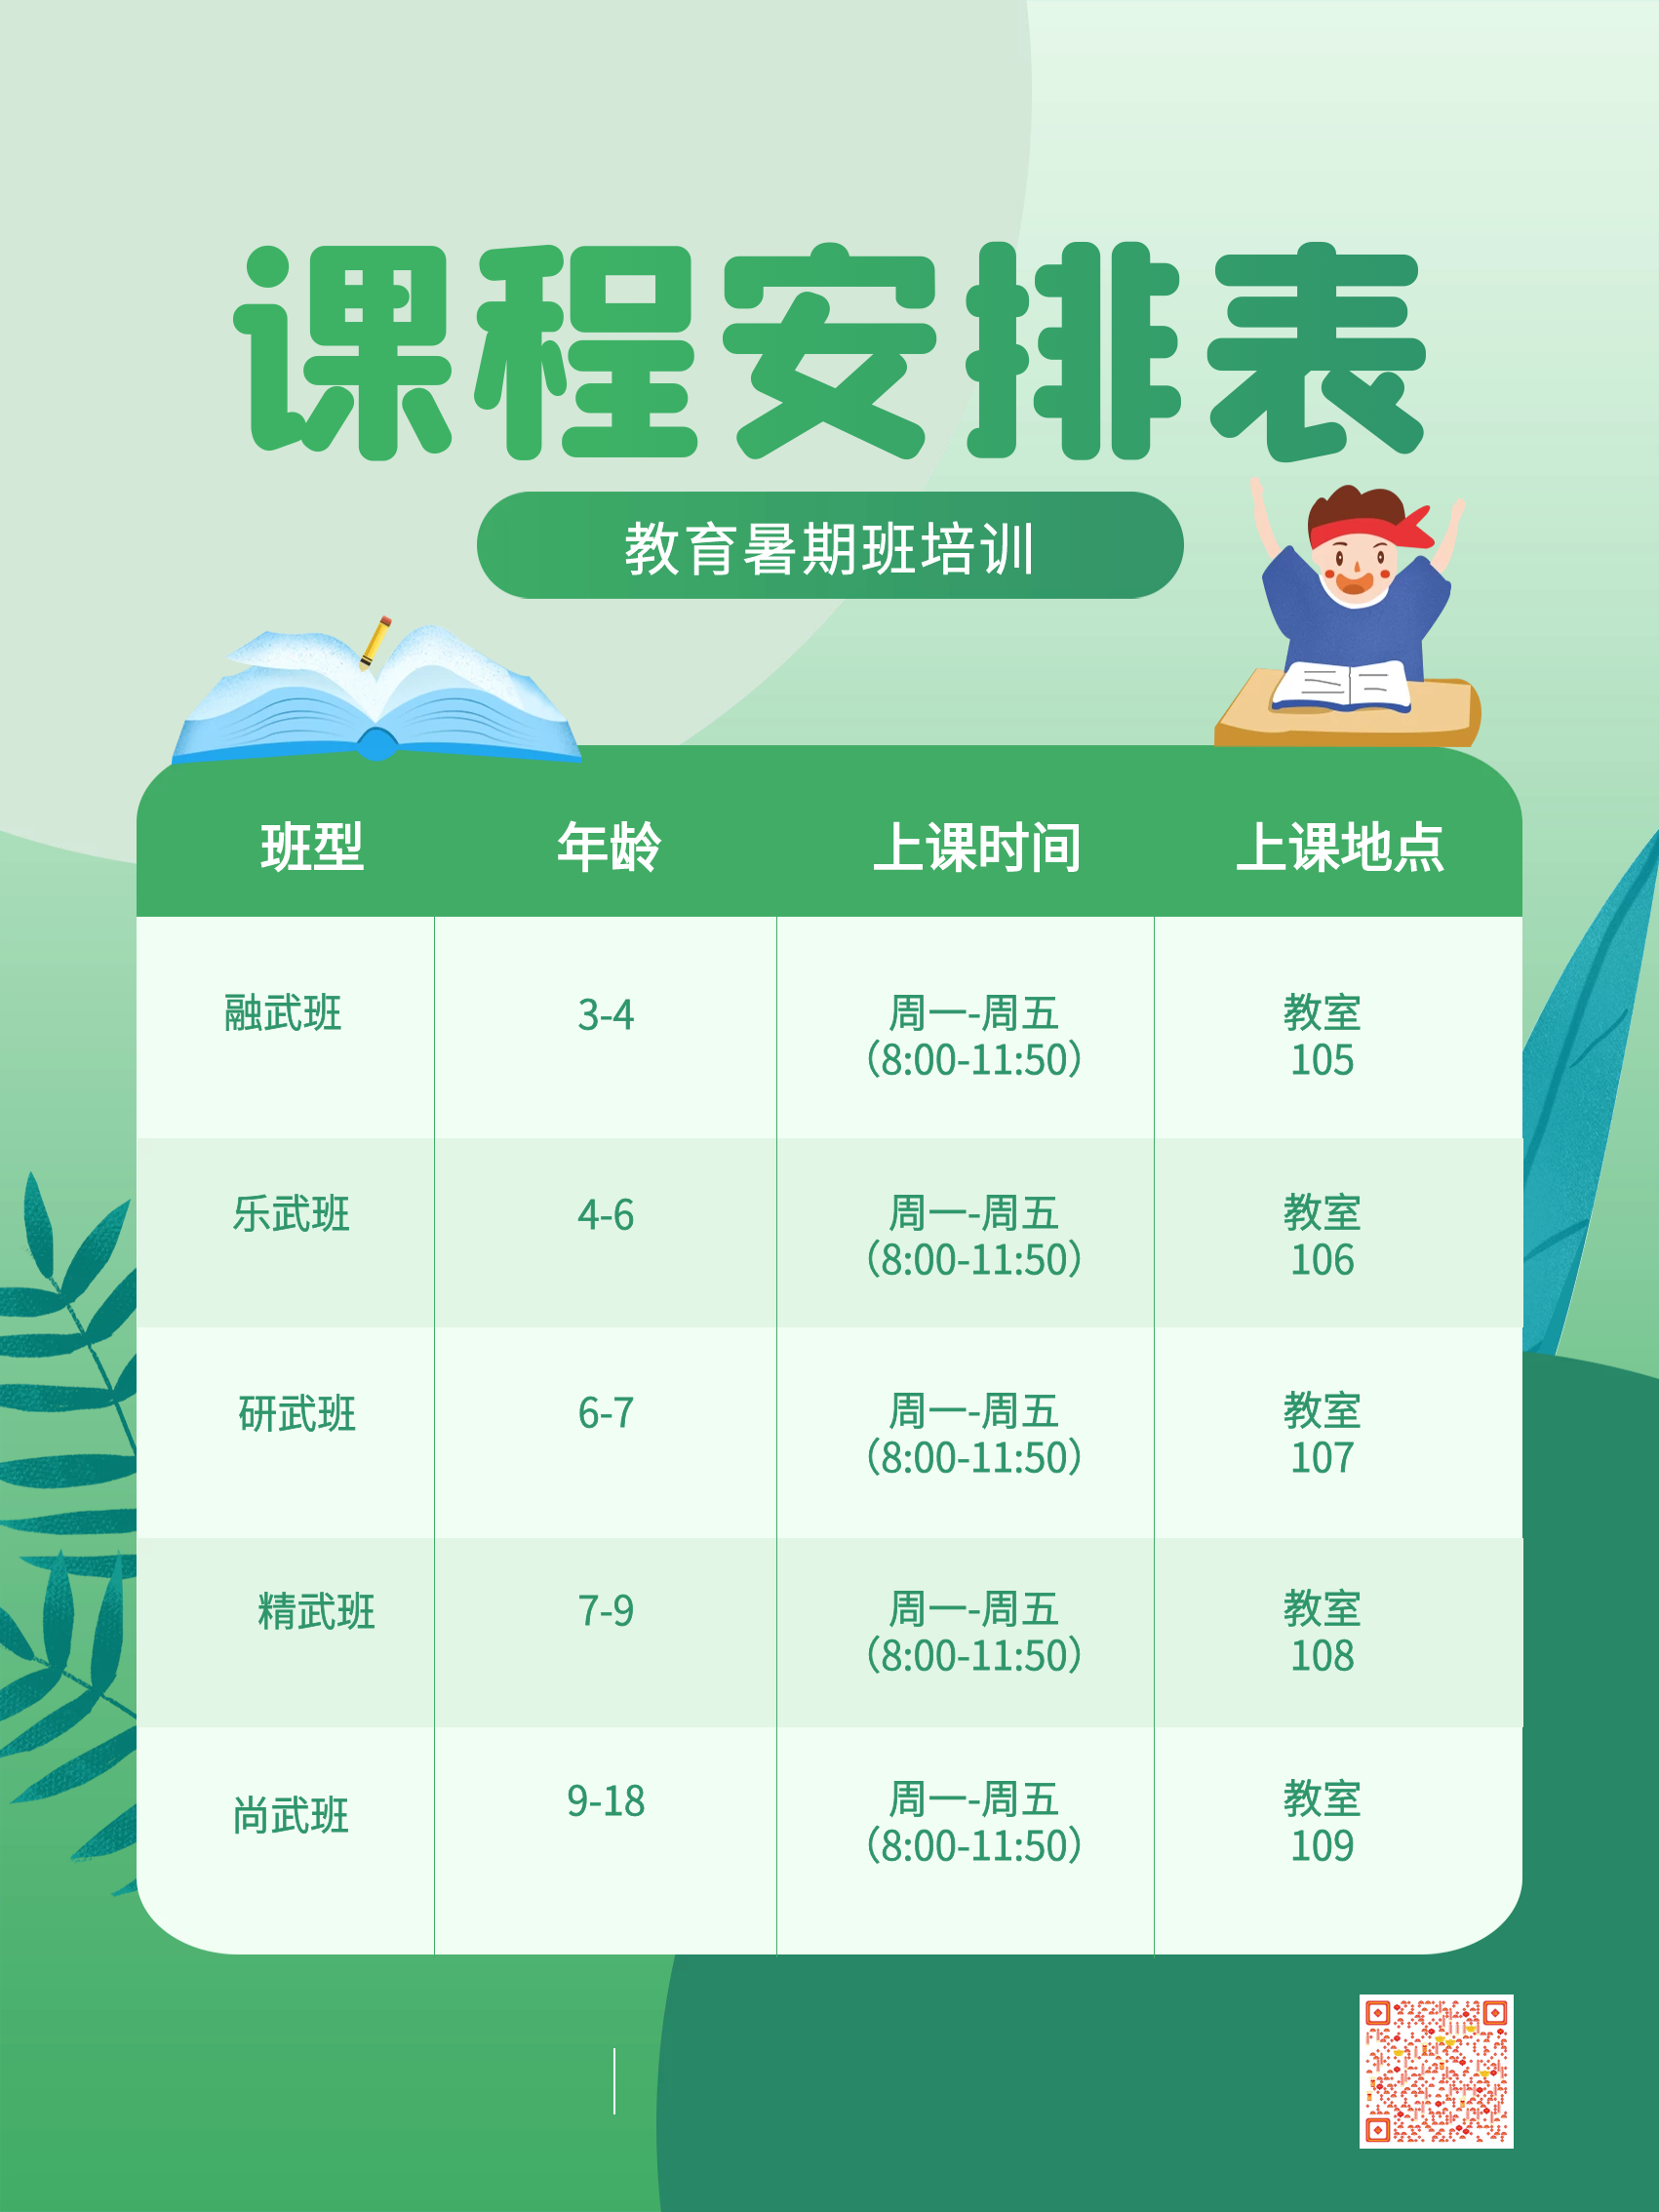 课程安排表
教育暑期班培训
班型 年龄 上课时间 上课地点
融武班 3-4 周一-周五 教室
（8:00-11:50） 105
乐武班 4-6 周一-周五 教室
（8:00-11:50） 106
研武班 6-7 周一-周五 教室
（8:00-11:50） 107
精武班 7-9 周一-周五 教室
（8:00-11:50） 108
尚武班 9-18 周一-周五 教室
（8:00-11:50） 109